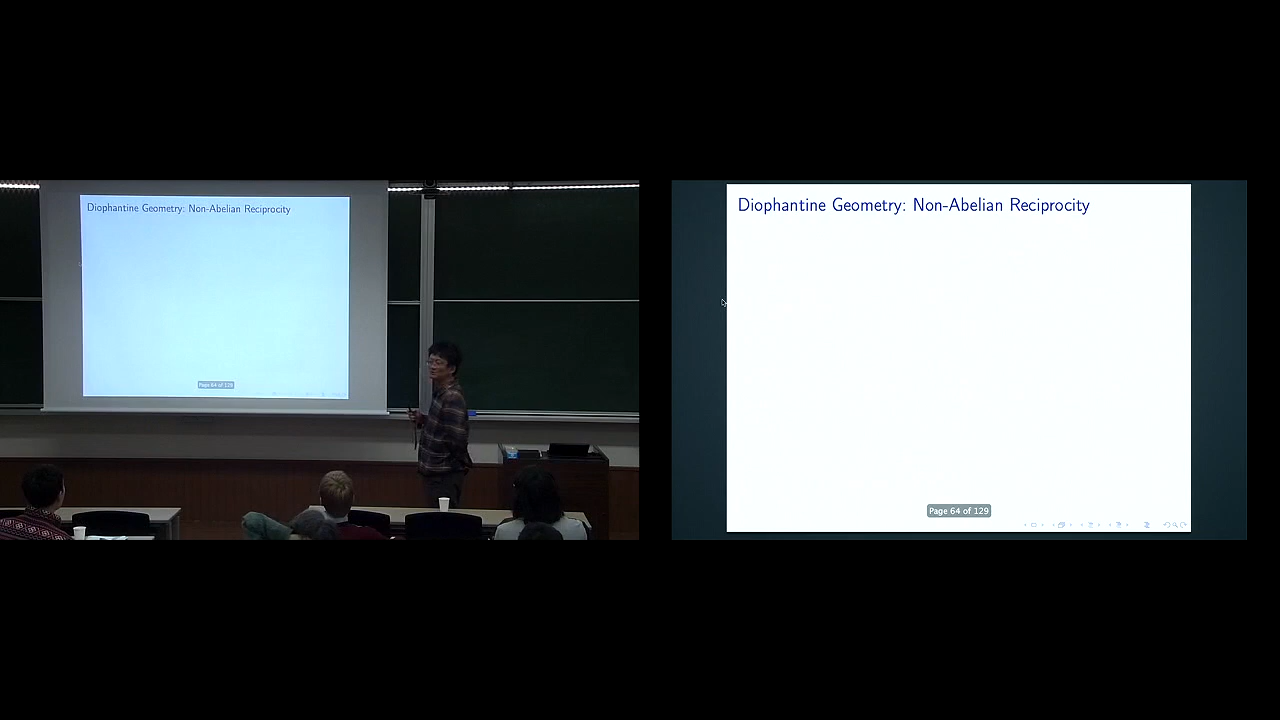 Diophantine Geometry: Non-Abelian Reciprocity
Page 64 of 129
Diophantine Geometry: Non-Abelian Reciprocity
Page 64 of 129